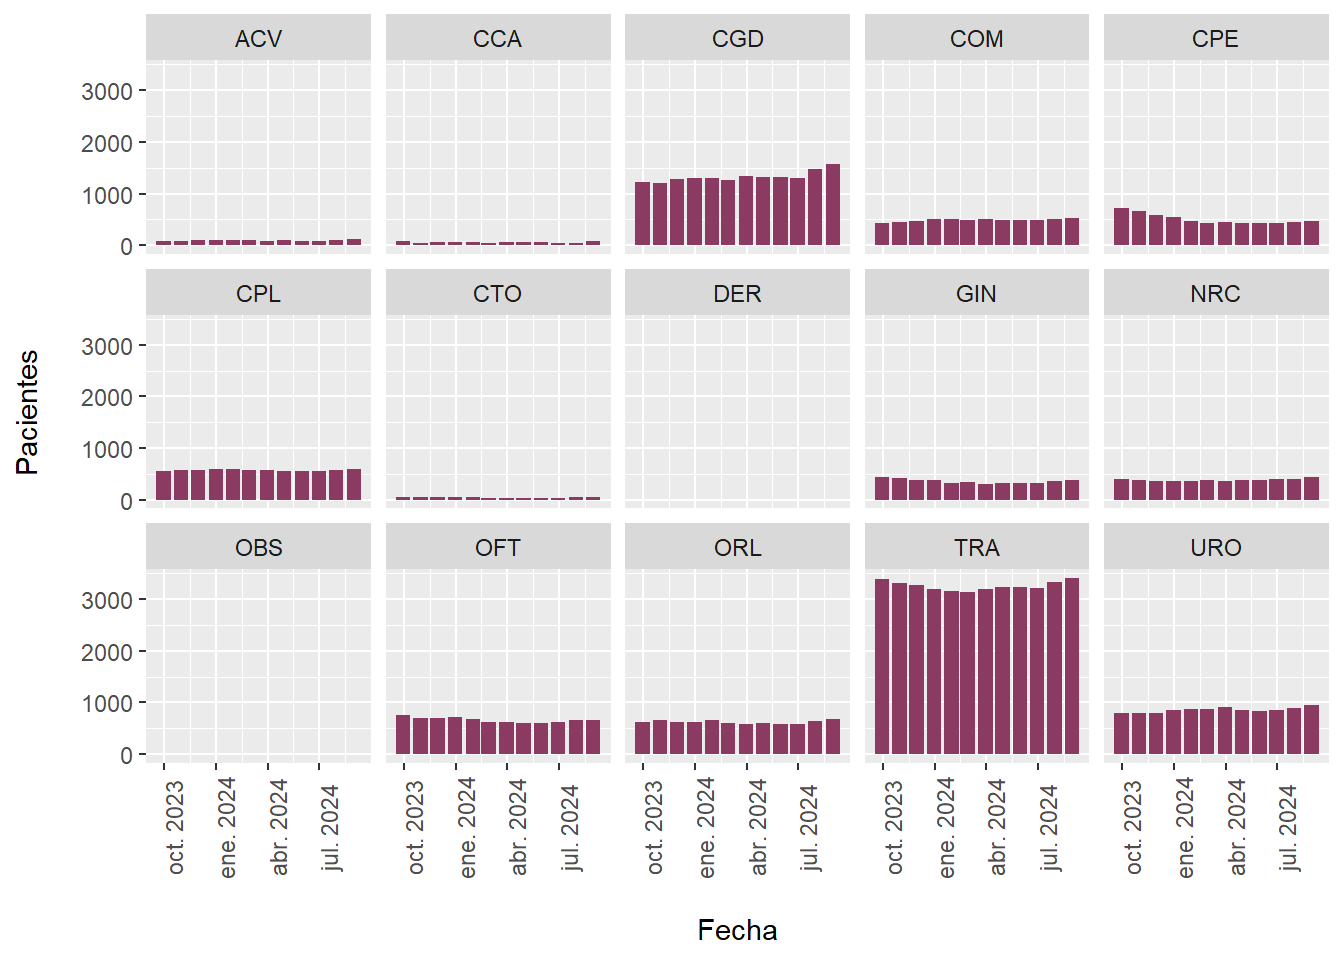 ACV CCA CGD COM CPE
3000
2000
1000
0
CPL CTO DER GIN NRC
3000
2000
1000
0
OBS OFT ORL TRA URO
3000
2000
1000
0
oct. 2023 ene. 2024 abr. 2024 jul. 2024 oct. 2023 ene. 2024 abr. 2024 jul. 2024 oct. 2023 ene. 2024 abr. 2024 jul. 2024 oct. 2023 ene. 2024 abr. 2024 jul. 2024 oct. 2023 ene. 2024 abr. 2024 jul. 2024
Pacientes
Fecha